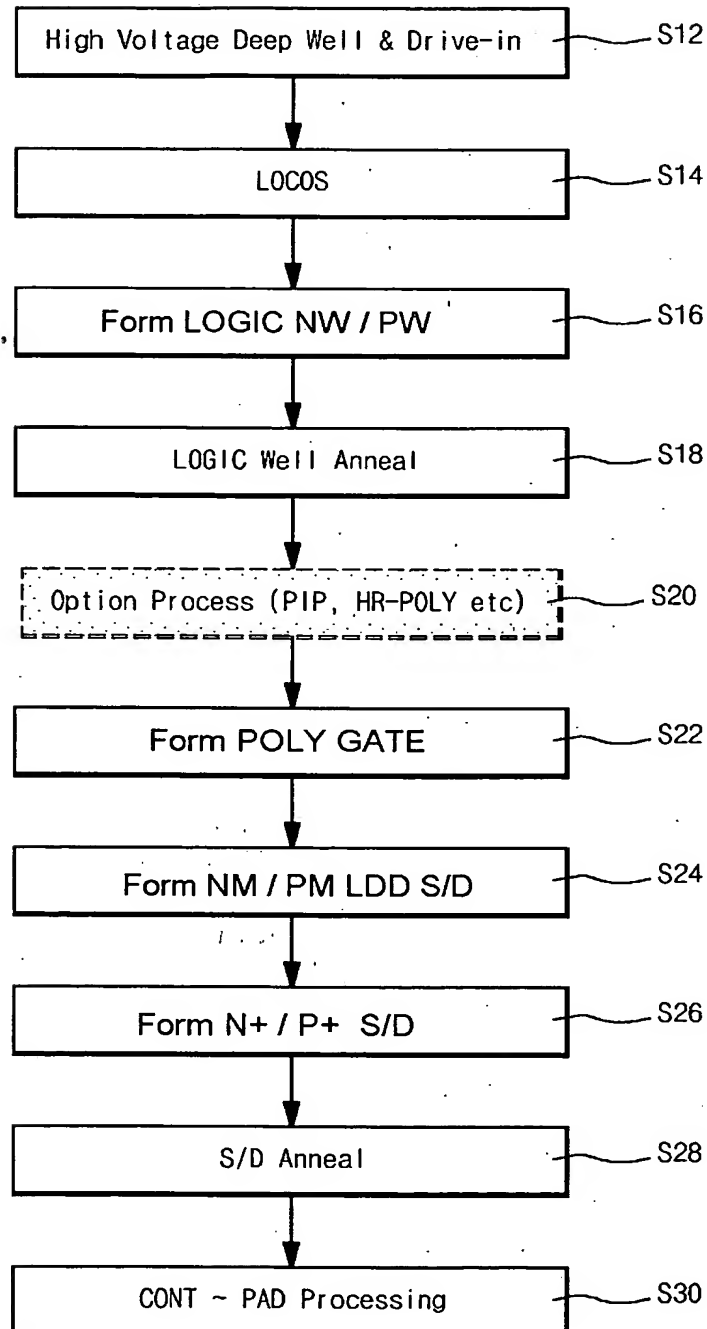 High Voltage Deep Well & Drive-in S12
LOCOS S14
Form LOGIC NW / PW S16
LOGIC Well Anneal S18
Option Process (PIP, HR-POLY etc) S20
Form POLY GATE S22
Form NM / PM LDD S/D S24
Form N+ / P+ S/D S26
S/D Anneal S28
CONT ~ PAD Processing S30